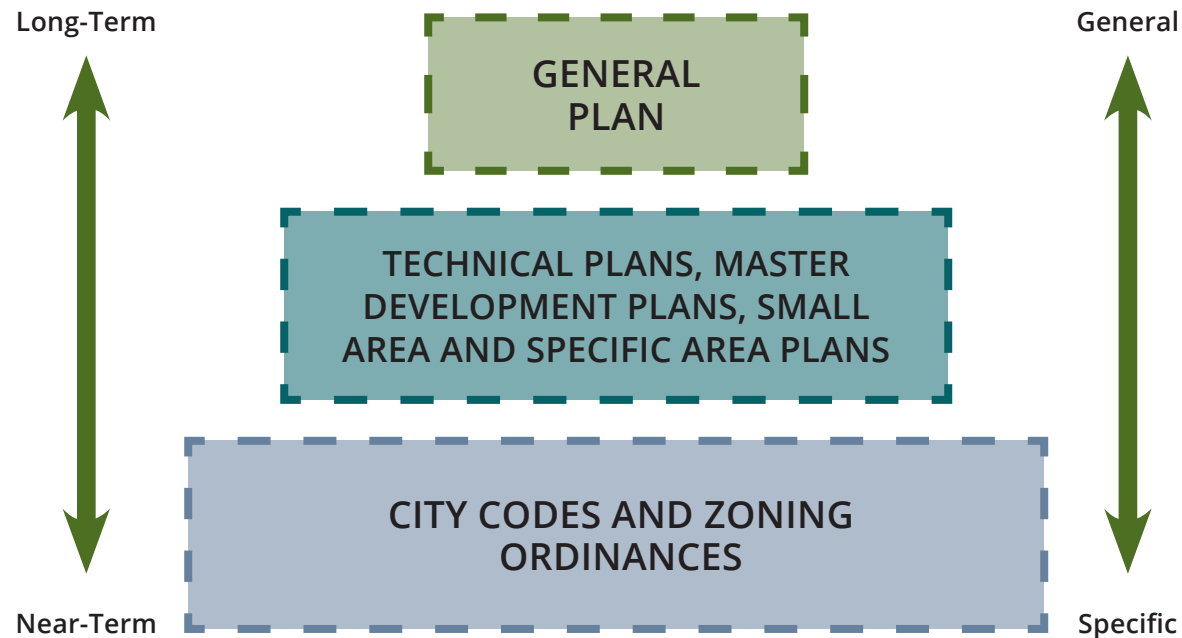 Long-Term
General
GENERAL
PLAN
TECHNICAL PLANS, MASTER
DEVELOPMENT PLANS, SMALL
AREA AND SPECIFIC AREA PLANS
CITY CODES AND ZONING
ORDINANCES
Near-Term
Specific